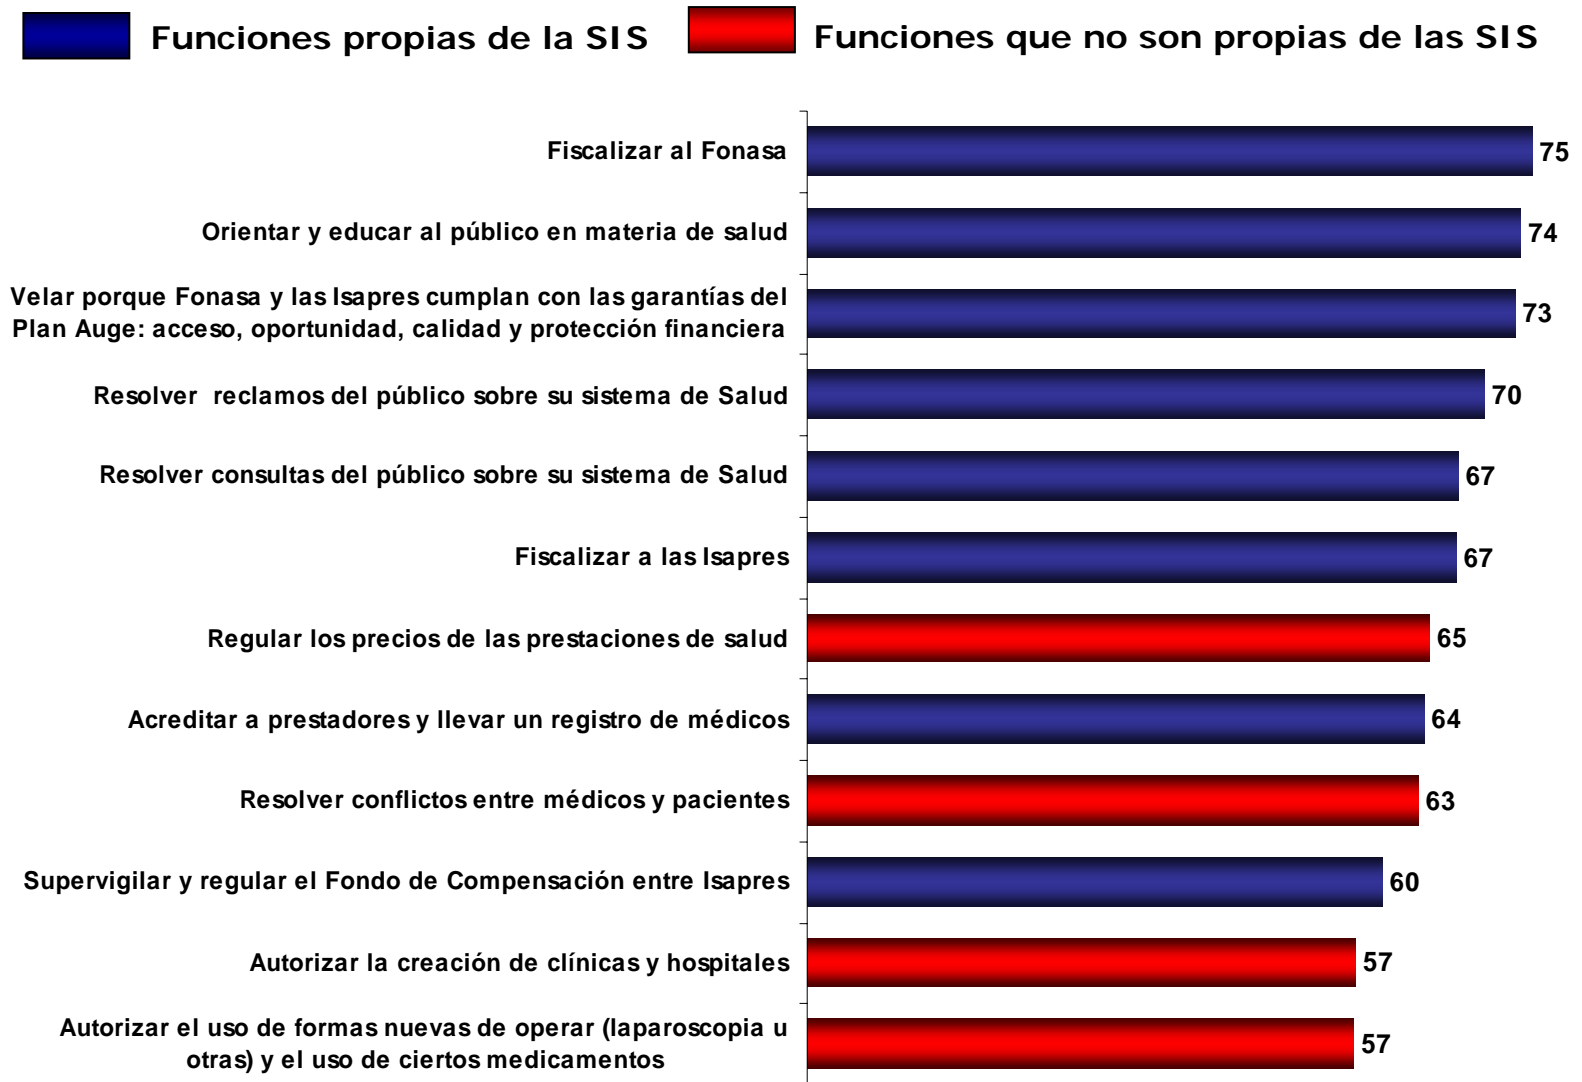 Funciones propias de la SIS
Funciones que no son propias de las SIS
Fiscalizar al Fonasa
75
Orientar y educar al público en materia de salud
74
Velar porque Fonasa y las Isapres cumplan con las garantías del
Plan Auge: acceso, oportunidad, calidad y protección financiera
73
Resolver reclamos del público sobre su sistema de Salud
70
Resolver consultas del público sobre su sistema de Salud
67
Fiscalizar a las Isapres
67
Regular los precios de las prestaciones de salud
65
Acreditar a prestadores y llevar un registro de médicos
64
Resolver conflictos entre médicos y pacientes
63
Supervigilar y regular el Fondo de Compensación entre Isapres
60
Autorizar la creación de clínicas y hospitales
57
Autorizar el uso de formas nuevas de operar (laparoscopia u
otras) y el uso de ciertos medicamentos
57